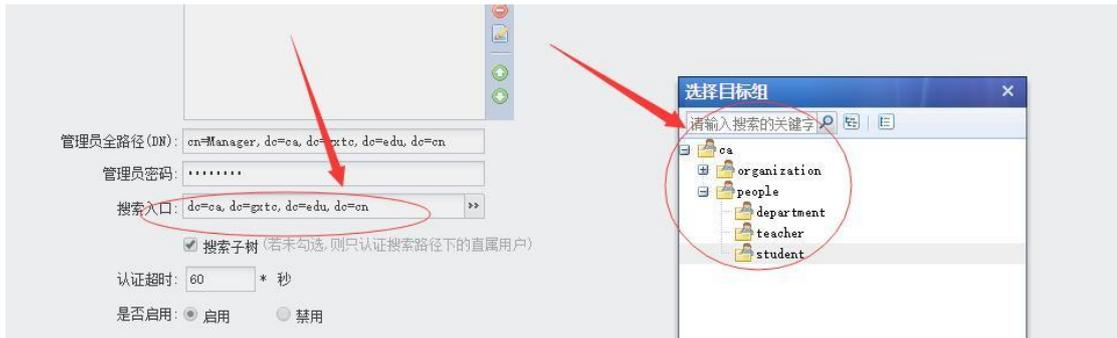 管理员全路径(DN): cn=Manager, dc=ca, dc=gxtc, dc=edu, dc=cn
管理员密码: ••••••••
搜索入口: dc=ca, dc=gxtc, dc=edu, dc=cn
搜索子树 (若未勾选,则只认证搜索路径下的直属用户)
认证超时: 60 * 秒
是否启用: 启用 禁用
选择目标组
请输入搜索的关键字
ca
organization
people
department
teacher
student